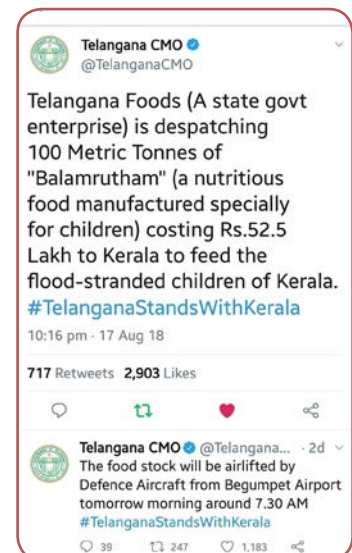 Telangana CMO
@TelanganaCMO
Telangana Foods (A state govt
enterprise) is despatching
100 Metric Tonnes of
"Balamrutham" (a nutritious
food manufactured specially
for children) costing Rs.52.5
Lakh to Kerala to feed the
flood-stranded children of Kerala.
#TelanganaStandsWithKerala
10:16 pm · 17 Aug 18
717 Retweets 2,903 Likes
Telangana CMO @Telangana... · 2d
The food stock will be airlifted by
Defence Aircraft from Begumpet Airport
tomorrow morning around 7.30 AM
#TelanganaStandsWithKerala
39 247 1,183